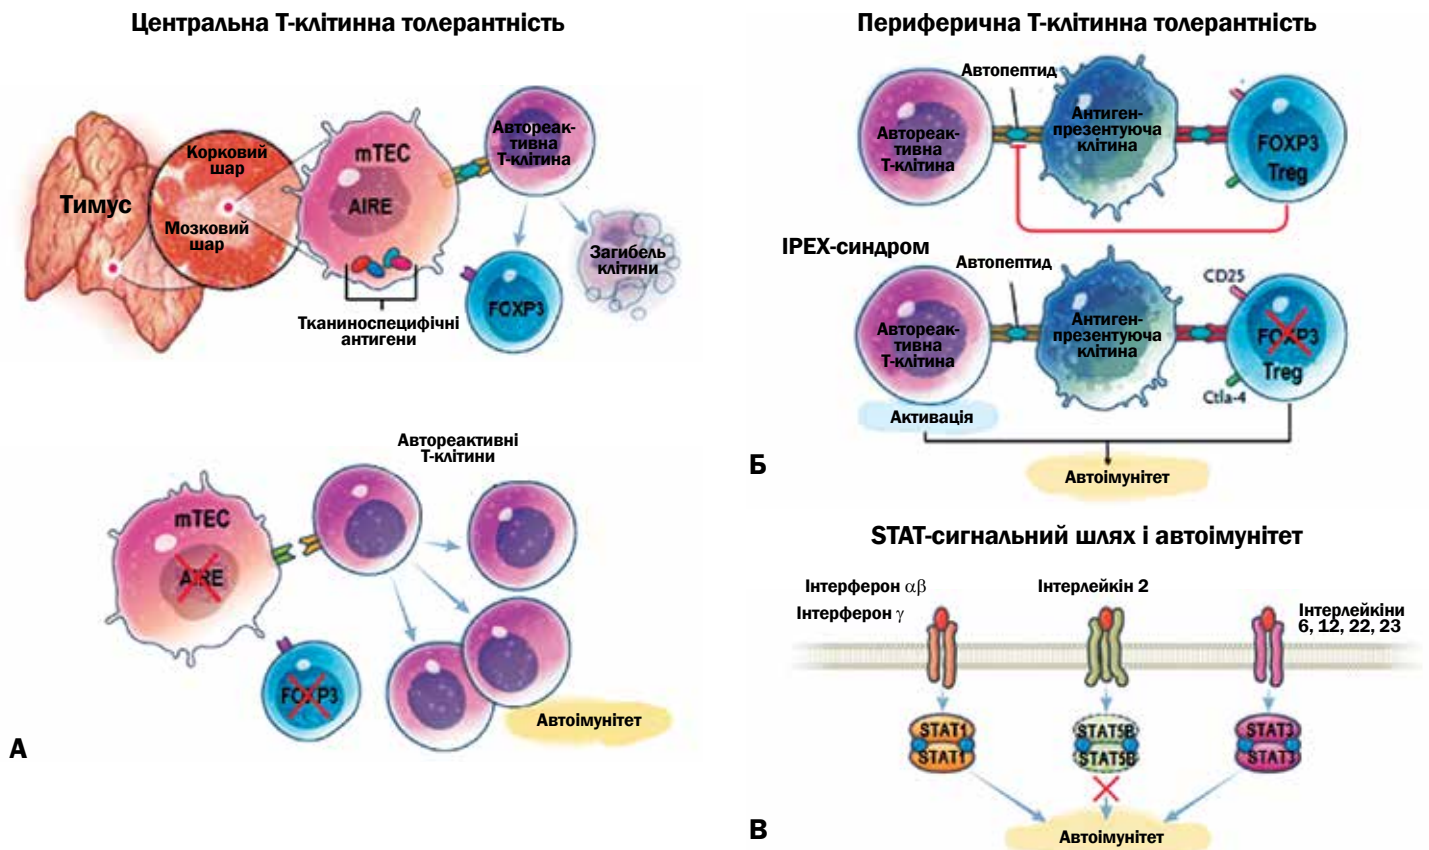 Центральна Т-клітинна толерантність
Корковий
шар
Тимус
Мозковий
шар
mTEC
AIRE
Автореак-
тивна
Т-клітина
Загибель
клітини
FOXP3
Тканиноспецифічні
антигени
Автореактивні
Т-клітини
mTEC
AIRE
FOXP3
Автоімунітет
А
Периферична Т-клітинна толерантність
Автопептид
Автореак-
тивна
Т-клітина
Антиген-
презентуюча
клітина
FOXP3
Treg
IPEX-синдром
Автопептид
CD25
Автореак-
тивна
Т-клітина
Антиген-
презентуюча
клітина
FOXP3
Treg
Ctla-4
Активація
Автоімунітет
Б
STAT-сигнальний шлях і автоімунітет
Інтерферон αβ
Інтерферон γ
Інтерлейкін 2
Інтерлейкіни
6, 12, 22, 23
STAT1
STAT1
STAT5B
STAT5B
STAT3
STAT3
Автоімунітет
В